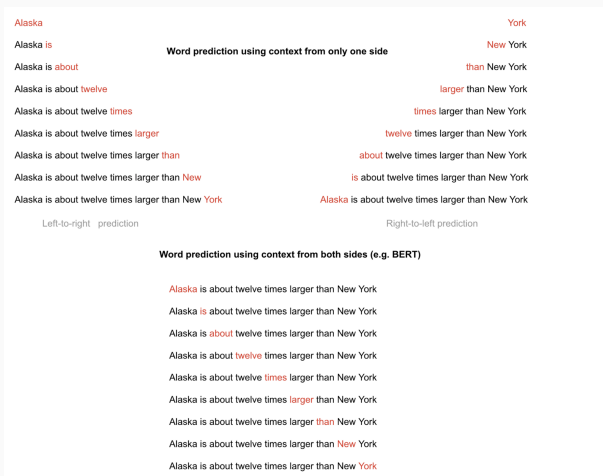 Alaska
Alaska is
Alaska is about
Alaska is about twelve
Alaska is about twelve times
Alaska is about twelve times larger
Alaska is about twelve times larger than
Alaska is about twelve times larger than New
Alaska is about twelve times larger than New York
Left-to-right prediction
Word prediction using context from only one side
York
New York
than New York
larger than New York
times larger than New York
twelve times larger than New York
about twelve times larger than New York
is about twelve times larger than New York
Alaska is about twelve times larger than New York
Right-to-left prediction
Word prediction using context from both sides (e.g. BERT)
Alaska is about twelve times larger than New York
Alaska is about twelve times larger than New York
Alaska is about twelve times larger than New York
Alaska is about twelve times larger than New York
Alaska is about twelve times larger than New York
Alaska is about twelve times larger than New York
Alaska is about twelve times larger than New York
Alaska is about twelve times larger than New York
Alaska is about twelve times larger than New York